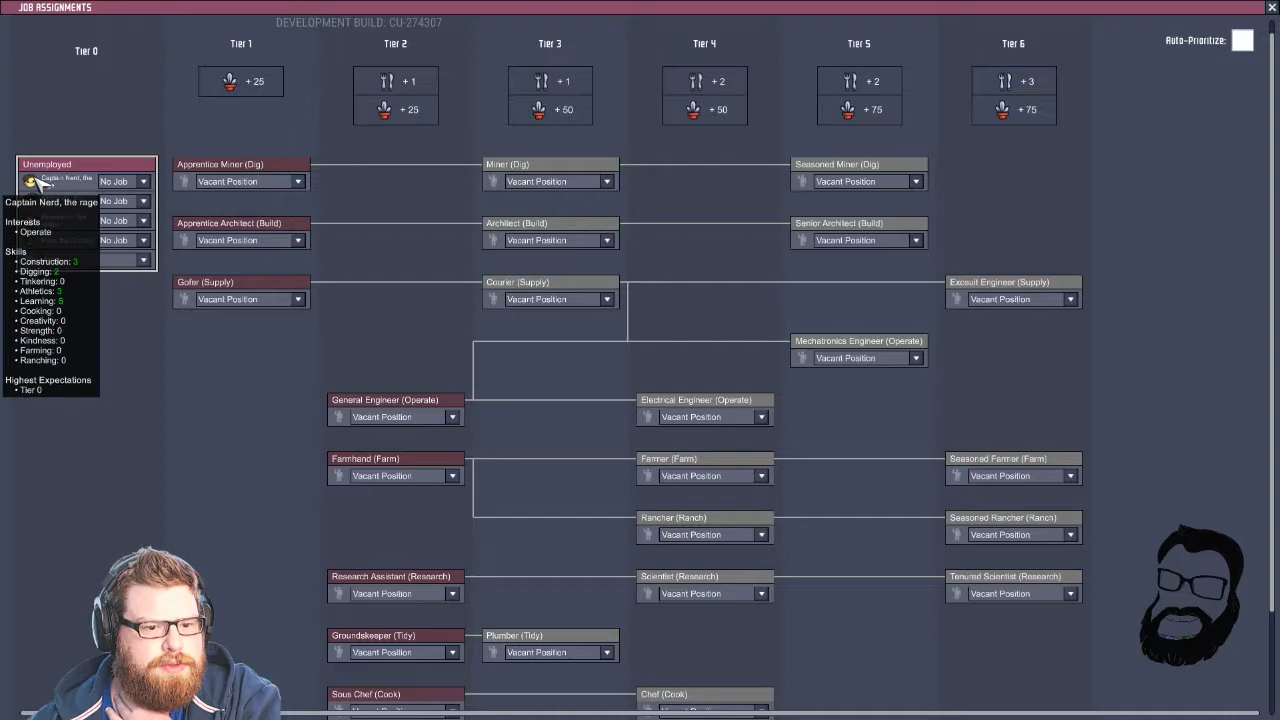 JOB ASSIGNMENTS
DEVELOPMENT BUILD: CU-274307
Auto-Prioritize:
Tier 0
Tier 1
Tier 2
Tier 3
Tier 4
Tier 5
Tier 6
+ 25
+ 1
+ 25
+ 1
+ 50
+ 2
+ 50
+ 2
+ 75
+ 3
+ 75
Unemployed
Captain Nerd, the
No Job
No Job
No Job
No Job
Captain Nerd, the rage
Interests
• Operate
Skills
• Construction: 3
• Digging: 2
• Tinkering: 0
• Athletics: 3
• Learning: 5
• Cooking: 0
• Creativity: 0
• Strength: 0
• Kindness: 0
• Farming: 0
• Ranching: 0
Highest Expectations
• Tier 0
Apprentice Miner (Dig)
Vacant Position
Miner (Dig)
Vacant Position
Seasoned Miner (Dig)
Vacant Position
Apprentice Architect (Build)
Vacant Position
Architect (Build)
Vacant Position
Senior Architect (Build)
Vacant Position
Gofer (Supply)
Vacant Position
Courier (Supply)
Vacant Position
Exosuit Engineer (Supply)
Vacant Position
Mechatronics Engineer (Operate)
Vacant Position
General Engineer (Operate)
Vacant Position
Electrical Engineer (Operate)
Vacant Position
Farmhand (Farm)
Vacant Position
Farmer (Farm)
Vacant Position
Seasoned Farmer (Farm)
Vacant Position
Rancher (Ranch)
Vacant Position
Seasoned Rancher (Ranch)
Vacant Position
Research Assistant (Research)
Vacant Position
Scientist (Research)
Vacant Position
Tenured Scientist (Research)
Vacant Position
Groundskeeper (Tidy)
Vacant Position
Plumber (Tidy)
Vacant Position
Sous Chef (Cook)
Chef (Cook)